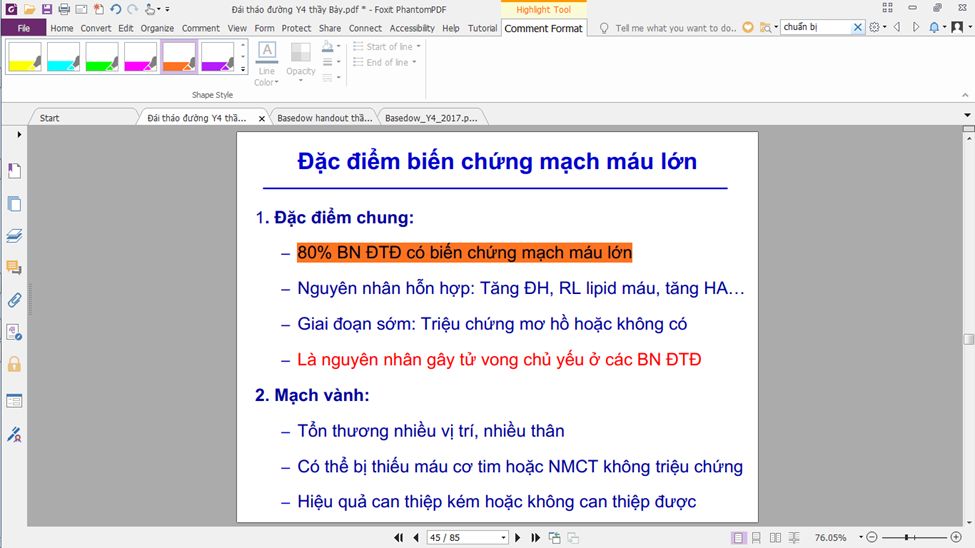 Đái tháo đường Y4 thầy Bảy.pdf * - Foxit PhantomPDF
Highlight Tool
File Home Convert Edit Organize Comment View Form Protect Share Connect Accessibility Help Tutorial Comment Format Tell me what you want to do.. chuẩn bị
Line Color
Opacity
Start of line
End of line
Shape Style
Start Đái tháo đường Y4 thầ... Basedow handout thầ... Basedow_Y4_2017.p...
Đặc điểm biến chứng mạch máu lớn
1. Đặc điểm chung:
– 80% BN ĐTĐ có biến chứng mạch máu lớn
– Nguyên nhân hỗn hợp: Tăng ĐH, RL lipid máu, tăng HA…
– Giai đoạn sớm: Triệu chứng mơ hồ hoặc không có
– Là nguyên nhân gây tử vong chủ yếu ở các BN ĐTĐ
2. Mạch vành:
– Tổn thương nhiều vị trí, nhiều thân
– Có thể bị thiếu máu cơ tim hoặc NMCT không triệu chứng
– Hiệu quả can thiệp kém hoặc không can thiệp được
45 / 85 76.05%